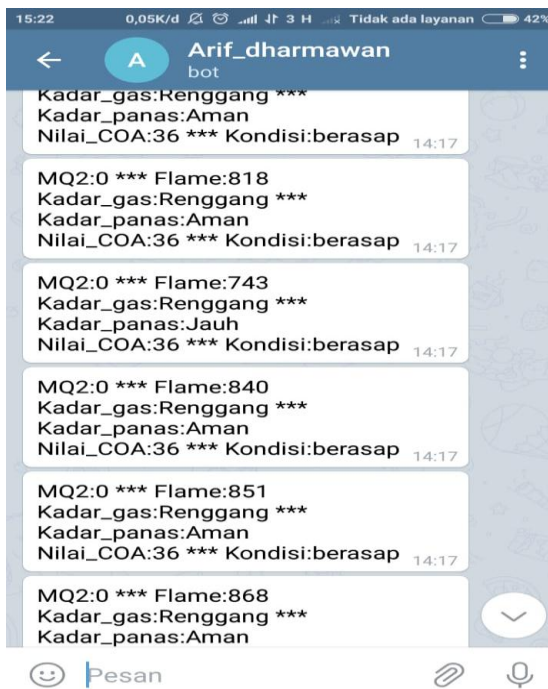 15:22 0,05K/d 3 H Tidak ada layanan 42%
A Arif_dharmawan
bot
Kadar_gas:Renggang ***
Kadar_panas:Aman
Nilai_COA:36 *** Kondisi:berasap 14:17
MQ2:0 *** Flame:818
Kadar_gas:Renggang ***
Kadar_panas:Aman
Nilai_COA:36 *** Kondisi:berasap 14:17
MQ2:0 *** Flame:743
Kadar_gas:Renggang ***
Kadar_panas:Jauh
Nilai_COA:36 *** Kondisi:berasap 14:17
MQ2:0 *** Flame:840
Kadar_gas:Renggang ***
Kadar_panas:Aman
Nilai_COA:36 *** Kondisi:berasap 14:17
MQ2:0 *** Flame:851
Kadar_gas:Renggang ***
Kadar_panas:Aman
Nilai_COA:36 *** Kondisi:berasap 14:17
MQ2:0 *** Flame:868
Kadar_gas:Renggang ***
Kadar_panas:Aman
Pesan